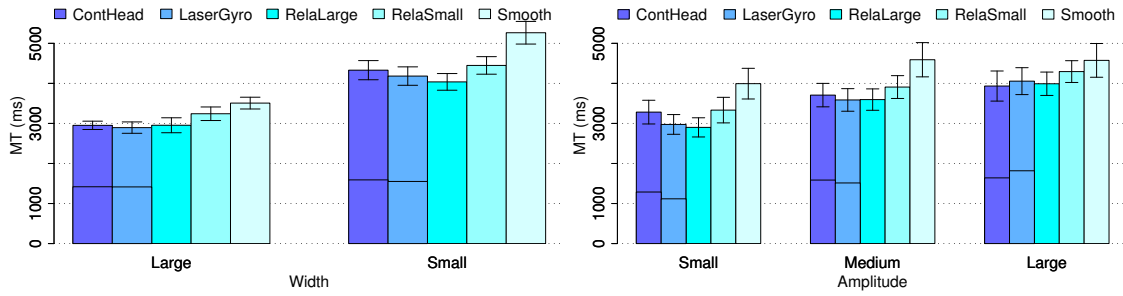 ContHead LaserGyro RelaLarge RelaSmall Smooth
MT (ms)
5000
3000
1000
0
Large Small
Width
ContHead LaserGyro RelaLarge RelaSmall Smooth
MT (ms)
5000
3000
1000
0
Small Medium Large
Amplitude